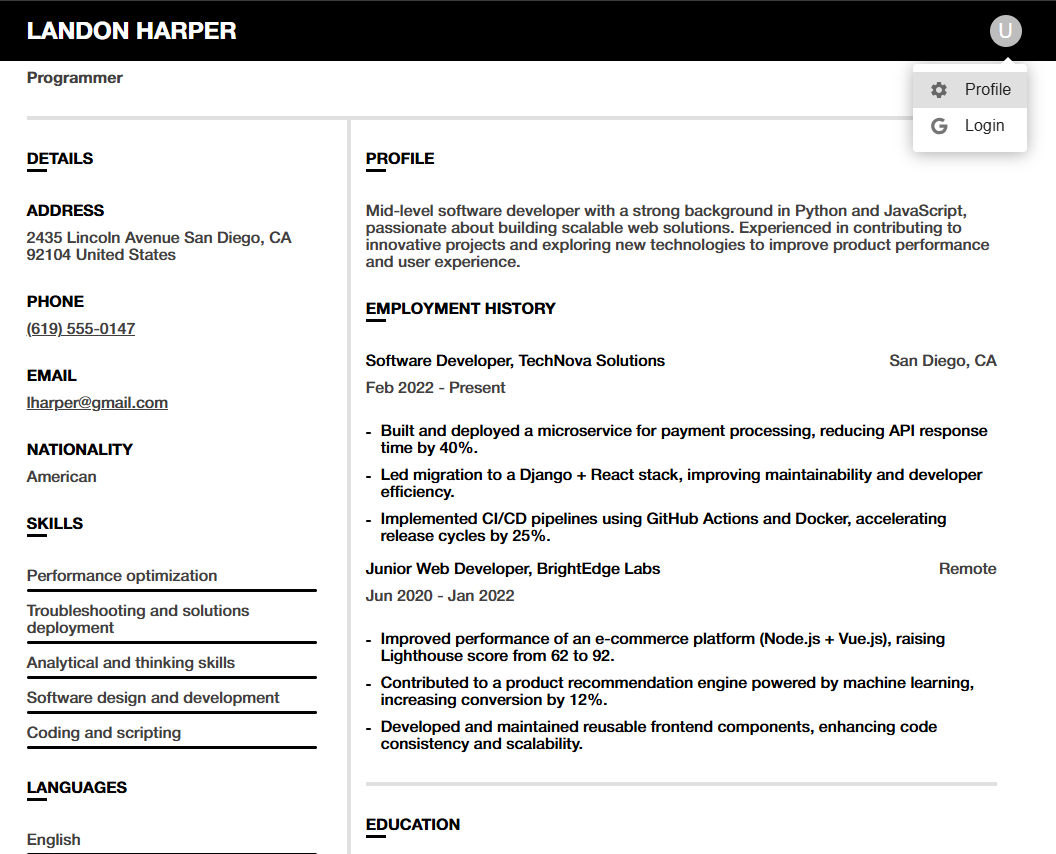 LANDON HARPER
U
Programmer
Profile
Login
DETAILS
ADDRESS
2435 Lincoln Avenue San Diego, CA
92104 United States
PHONE
(619) 555-0147
EMAIL
lharper@gmail.com
NATIONALITY
American
SKILLS
Performance optimization
Troubleshooting and solutions
deployment
Analytical and thinking skills
Software design and development
Coding and scripting
LANGUAGES
English
PROFILE
Mid-level software developer with a strong background in Python and JavaScript,
passionate about building scalable web solutions. Experienced in contributing to
innovative projects and exploring new technologies to improve product performance
and user experience.
EMPLOYMENT HISTORY
Software Developer, TechNova Solutions San Diego, CA
Feb 2022 - Present
- Built and deployed a microservice for payment processing, reducing API response
time by 40%.
- Led migration to a Django + React stack, improving maintainability and developer
efficiency.
- Implemented CI/CD pipelines using GitHub Actions and Docker, accelerating
release cycles by 25%.
Junior Web Developer, BrightEdge Labs Remote
Jun 2020 - Jan 2022
- Improved performance of an e-commerce platform (Node.js + Vue.js), raising
Lighthouse score from 62 to 92.
- Contributed to a product recommendation engine powered by machine learning,
increasing conversion by 12%.
- Developed and maintained reusable frontend components, enhancing code
consistency and scalability.
EDUCATION